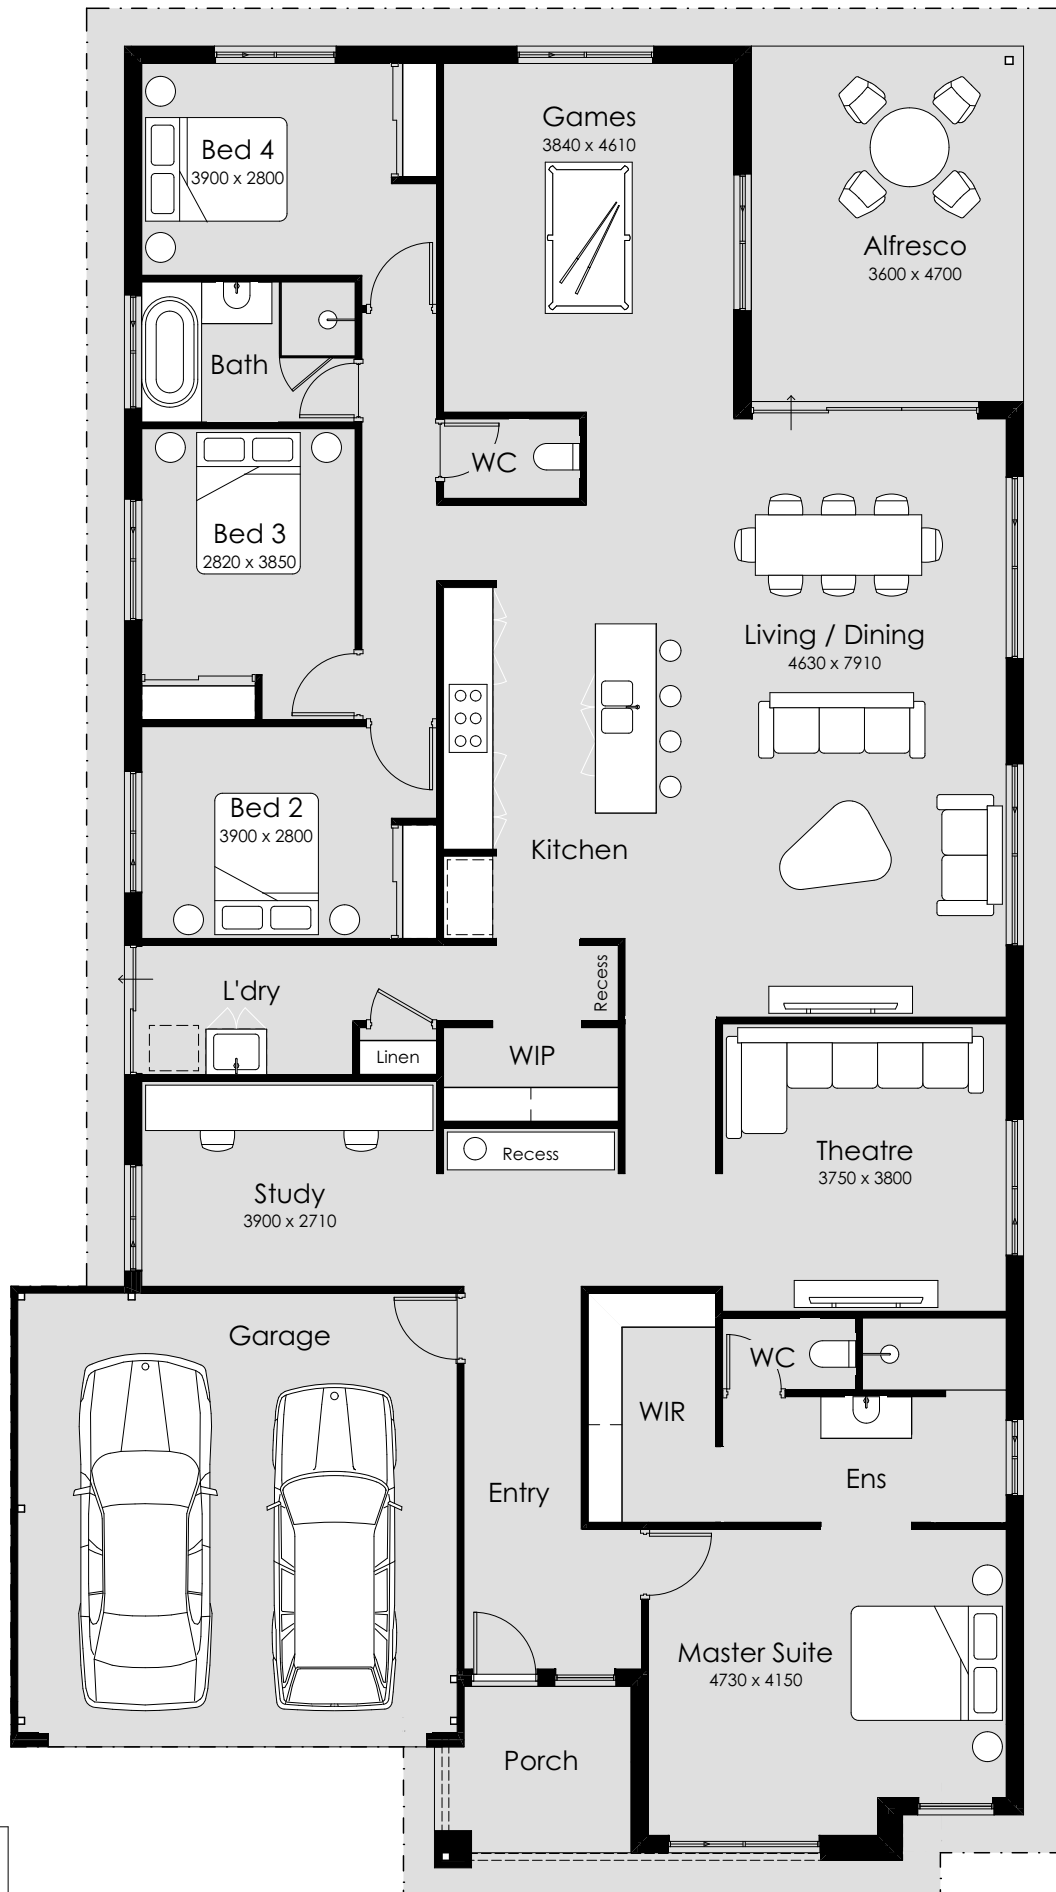 Games
3840 x 4610
Bed 4
3900 x 2800
Alfresco
3600 x 4700
Bath
WC
Bed 3
2820 x 3850
Living / Dining
4630 x 7910
Bed 2
3900 x 2800
Kitchen
L'dry
Recess
Linen
WIP
Recess
Theatre
3750 x 3800
Study
3900 x 2710
Garage
WC
WIR
Ens
Entry
Master Suite
4730 x 4150
Porch